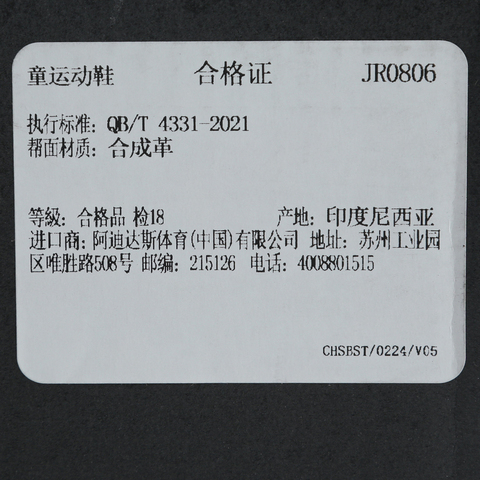 童运动鞋 合格证 JR0806
执行标准: QB/T 4331-2021
帮面材质: 合成革
等级: 合格品 检18 产地: 印度尼西亚
进口商: 阿迪达斯体育(中国)有限公司 地址: 苏州工业园
区唯胜路508号 邮编: 215126 电话: 4008801515
CHSBST/0224/V05